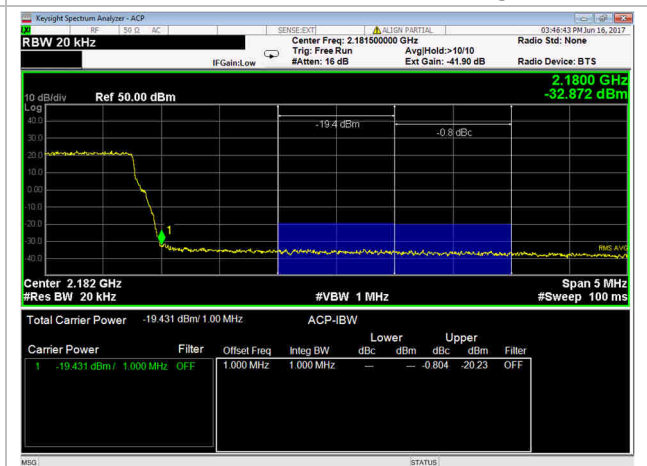 Keysight Spectrum Analyzer - ACP
LXI RF 50 Ω AC SENSE:EXT ALIGN PARTIAL 03:46:43 PM Jun 16, 2017
RBW 20 kHz Center Freq: 2.181500000 GHz Radio Std: None
Trig: Free Run Avg|Hold:>10/10
IFGain:Low #Atten: 16 dB Ext Gain: -41.90 dB Radio Device: BTS
2.1800 GHz
10 dB/div Ref 50.00 dBm -32.872 dBm
Log
40.0
-19.4 dBm
-0.8 dBc
30.0
20.0
10.0
0.00
-10.0
-20.0
1
-30.0
RMS AVG
-40.0
Center 2.182 GHz Span 5 MHz
#Res BW 20 kHz #VBW 1 MHz #Sweep 100 ms
Total Carrier Power -19.431 dBm/ 1.00 MHz ACP-IBW
Lower Upper
Carrier Power Filter Offset Freq Integ BW dBc dBm dBc dBm Filter
1 -19.431 dBm / 1.000 MHz OFF 1.000 MHz 1.000 MHz --- --- -0.804 -20.23 OFF
MSG STATUS